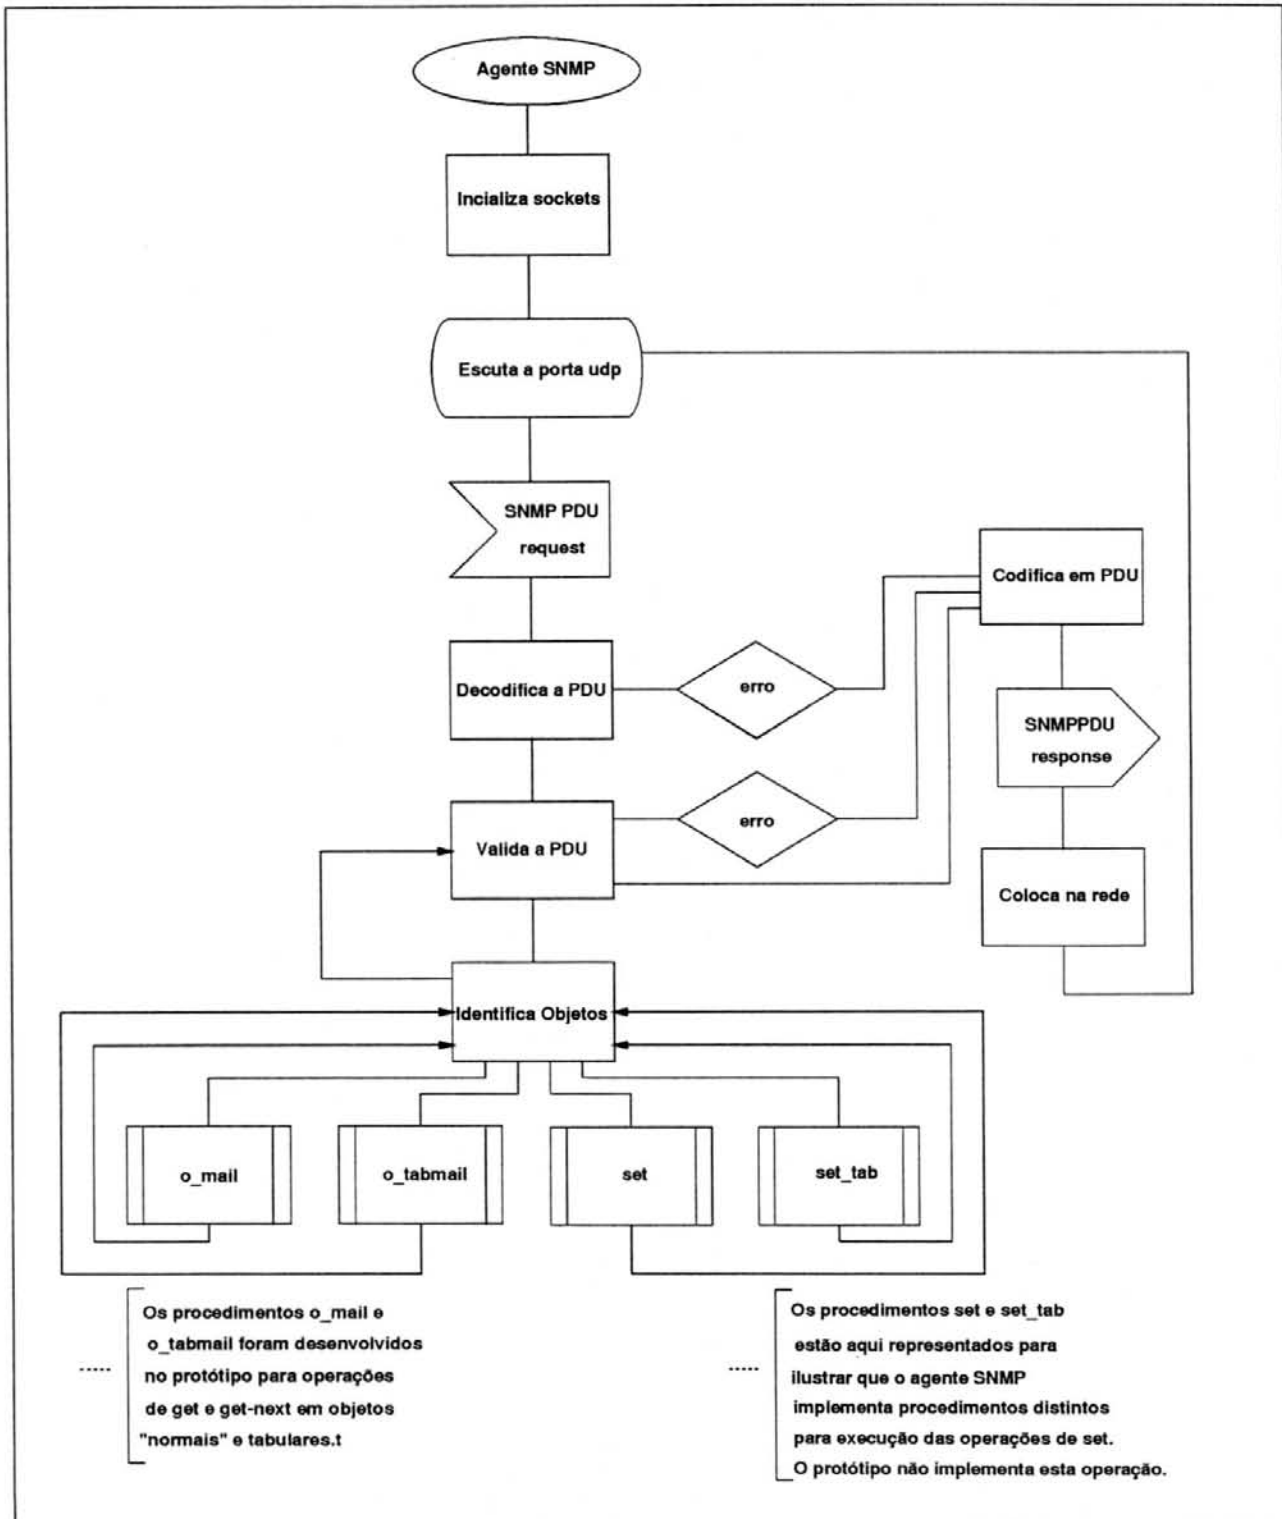 Agente SNMP
Incializa sockets
Escuta a porta udp
SNMP PDU
request
Codifica em PDU
Decodifica a PDU
erro
SNMPPDU
response
Valida a PDU
erro
Coloca na rede
Identifica Objetos
o_mail
o_tabmail
set
set_tab
Os procedimentos o_mail e
o_tabmail foram desenvolvidos
no protótipo para operações
de get e get-next em objetos
"normais" e tabulares.t
Os procedimentos set e set_tab
estão aqui representados para
ilustrar que o agente SNMP
implementa procedimentos distintos
para execução das operações de set.
O protótipo não implementa esta operação.